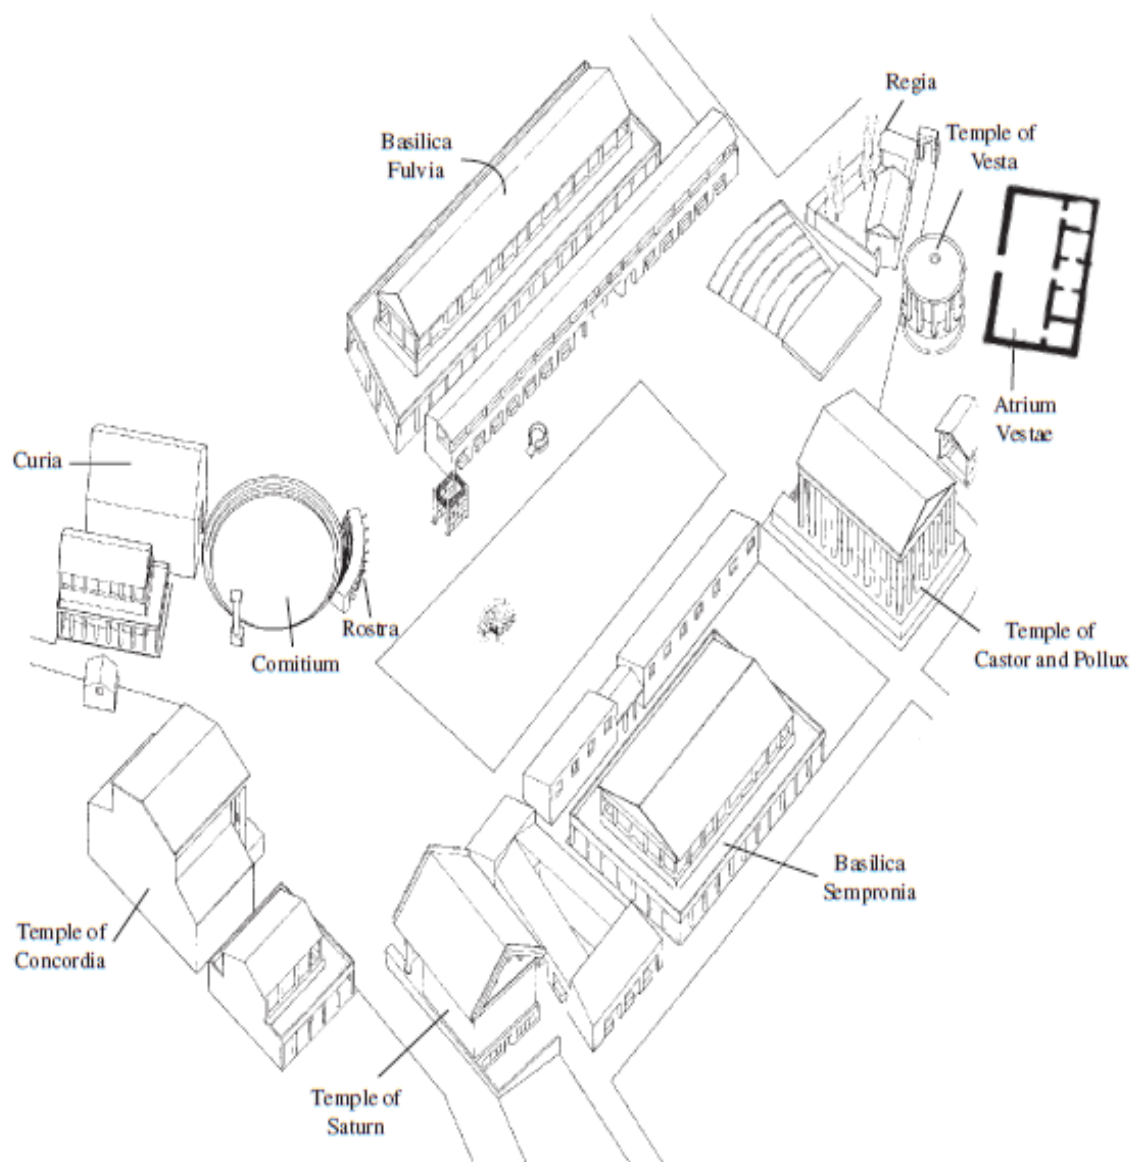 Regia
Temple of
Vesta
Basilica
Fulvia
Atrium
Vestae
Curia
Rostra
Comitium
Temple of
Castor and Pollux
Basilica
Sempronia
Temple of
Concordia
Temple of
Saturn